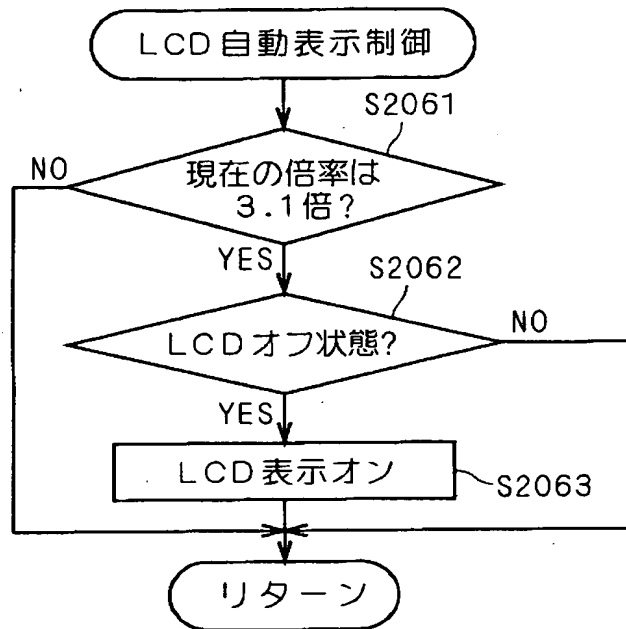 LCD自動表示制御
S2061
NO
現在の倍率は
3.1倍?
YES
S2062
NO
LCDオフ状態?
YES
LCD表示オン
S2063
リターン